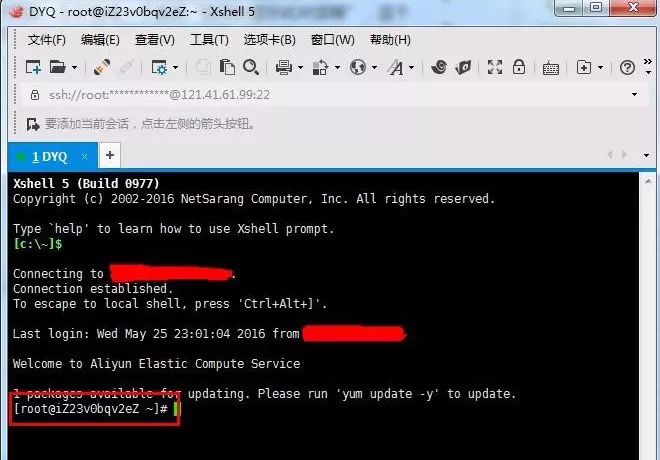 DYQ - root@iZ23v0bqv2eZ:~ - Xshell 5
文件(F) 编辑(E) 查看(V) 工具(T) 选项卡(B) 窗口(W) 帮助(H)
ssh://root:************@121.41.61.99:22
要添加当前会话，点击左侧的箭头按钮。
1 DYQ
Xshell 5 (Build 0977)
Copyright (c) 2002-2016 NetSarang Computer, Inc. All rights reserved.
Type `help' to learn how to use Xshell prompt.
[c:\~]$
Connecting to .
Connection established.
To escape to local shell, press 'Ctrl+Alt+]'.
Last login: Wed May 25 23:01:04 2016 from
Welcome to Aliyun Elastic Compute Service
1 packages available for updating. Please run 'yum update -y' to update.
[root@iZ23v0bqv2eZ ~]#